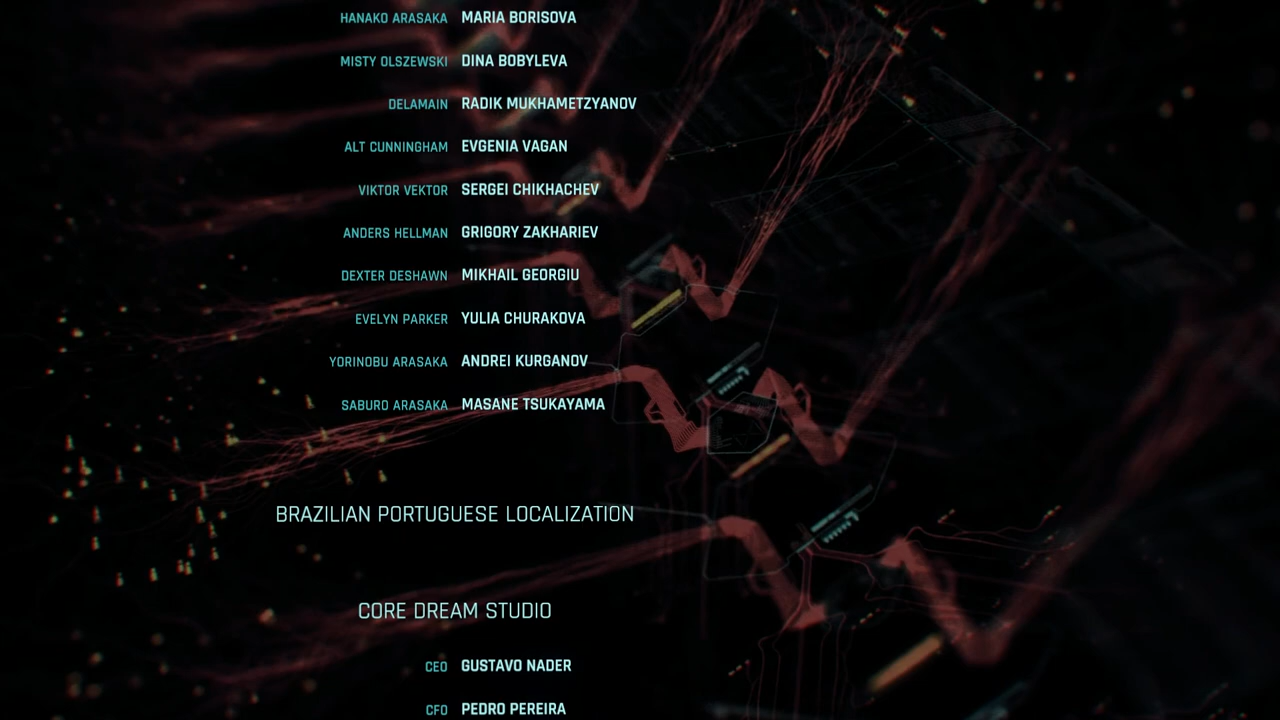 HANAKO ARASAKA MARIA BORISOVA
MISTY OLSZEWSKI DINA BOBYLEVA
DELAMAIN RADIK MUKHAMETZYANOV
ALT CUNNINGHAM EVGENIA VAGAN
VIKTOR VEKTOR SERGEI CHIKHACHEV
ANDERS HELLMAN GRIGORY ZAKHARIEV
DEXTER DESHAWN MIKHAIL GEORGIU
EVELYN PARKER YULIA CHURAKOVA
YORINOBU ARASAKA ANDREI KURGANOV
SABURO ARASAKA MASANE TSUKAYAMA
BRAZILIAN PORTUGUESE LOCALIZATION
CORE DREAM STUDIO
CEO GUSTAVO NADER
CFO PEDRO PEREIRA